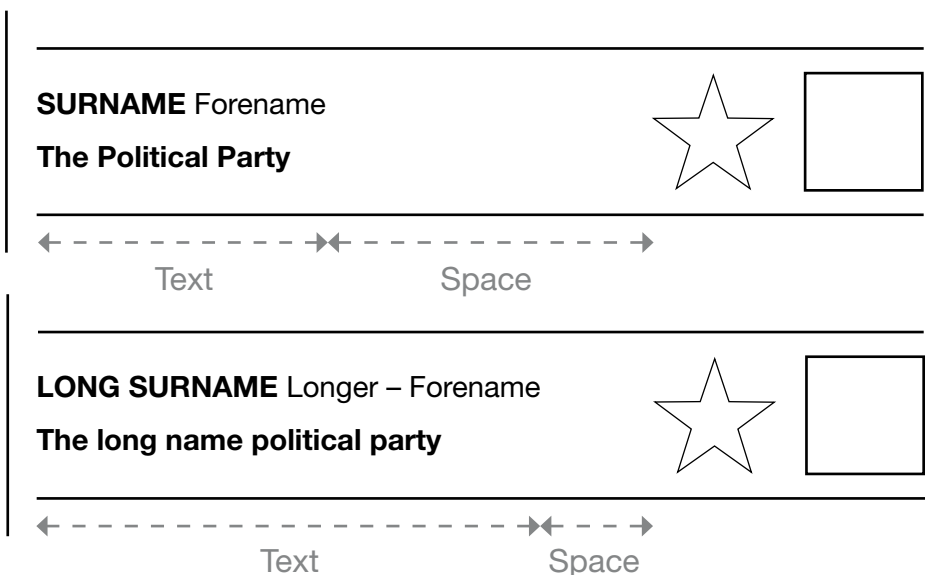 SURNAME Forename
The Political Party
Text Space
LONG SURNAME Longer – Forename
The long name political party
Text Space